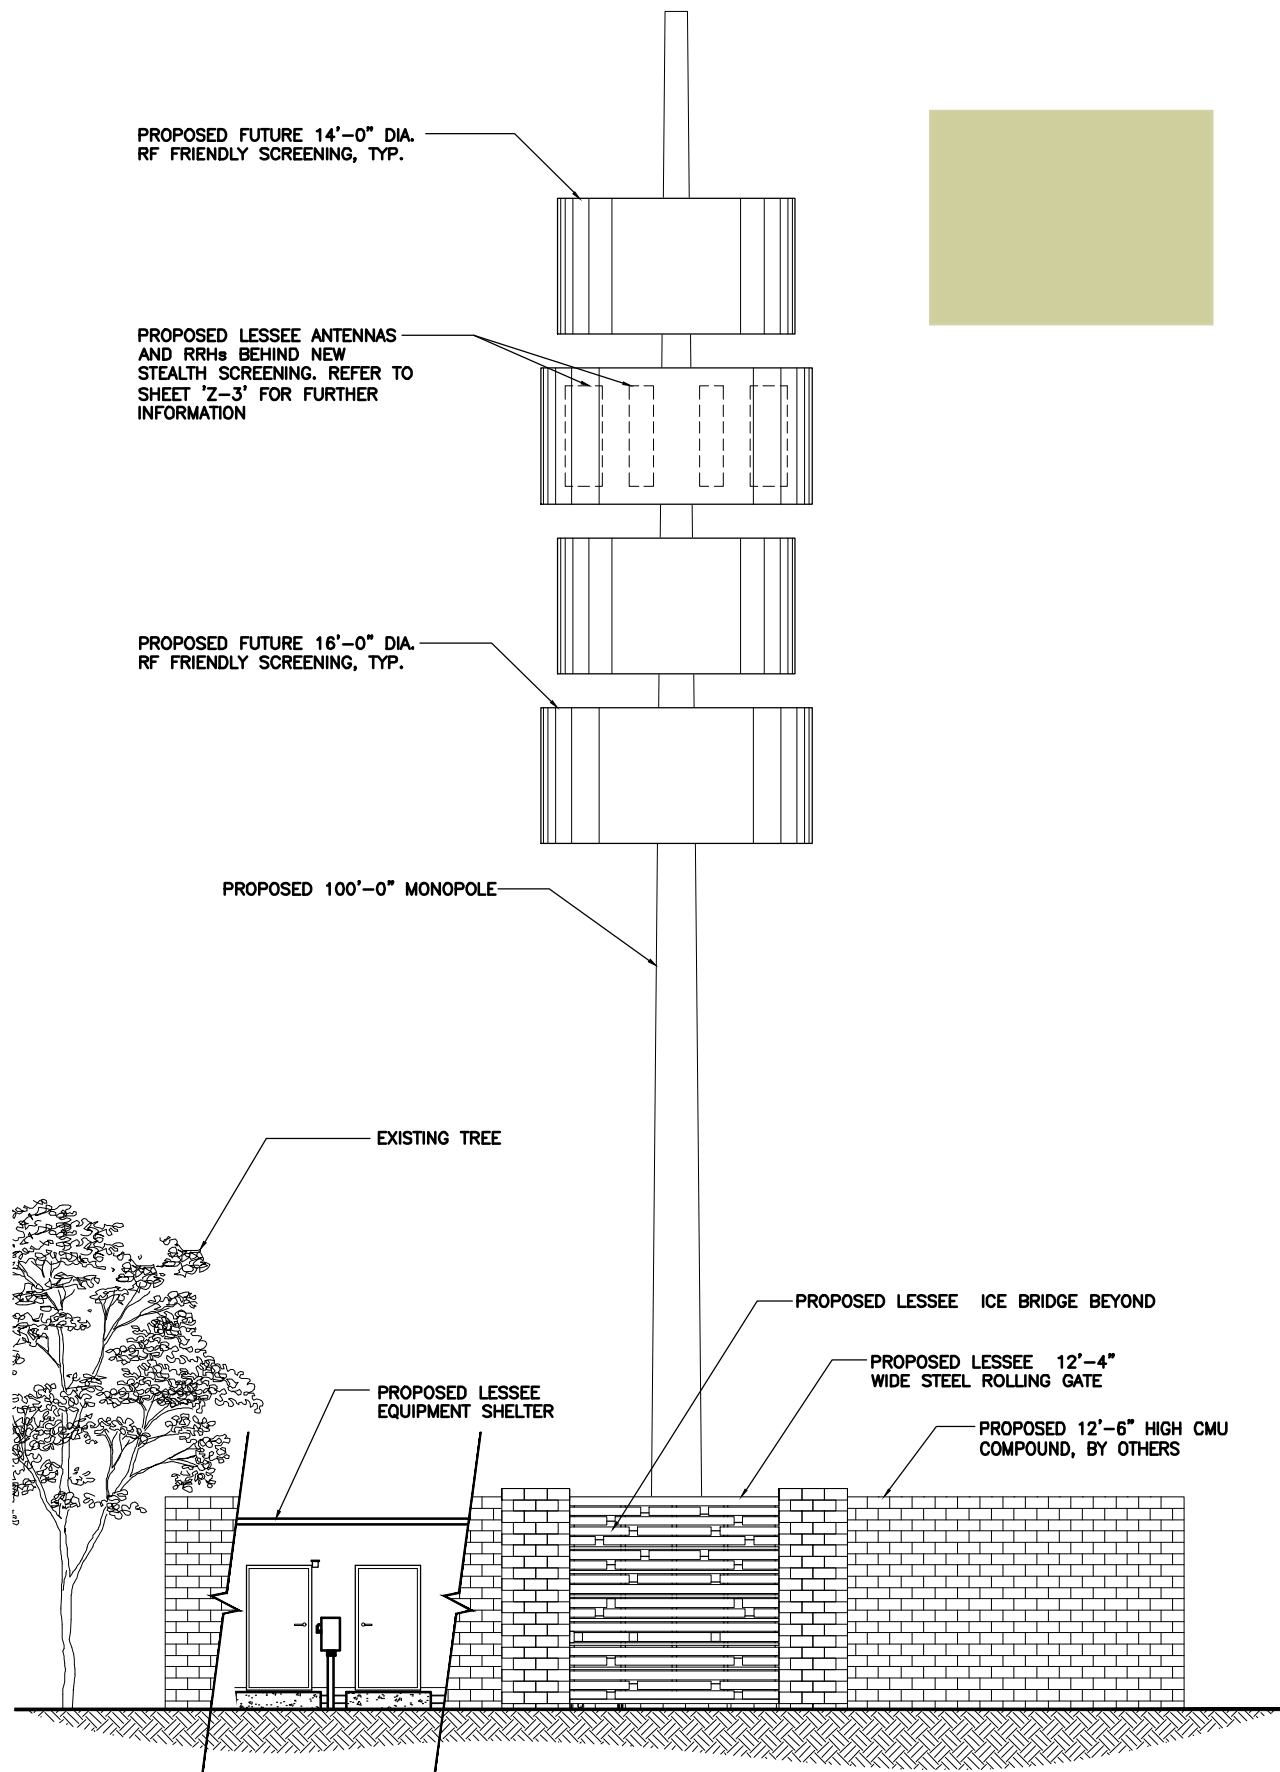 PROPOSED FUTURE 14'-0" DIA.
RF FRIENDLY SCREENING, TYP.
PROPOSED LESSEE ANTENNAS
AND RRHs BEHIND NEW
STEALTH SCREENING. REFER TO
SHEET 'Z-3' FOR FURTHER
INFORMATION
PROPOSED FUTURE 16'-0" DIA.
RF FRIENDLY SCREENING, TYP.
PROPOSED 100'-0" MONOPOLE
EXISTING TREE
PROPOSED LESSEE ICE BRIDGE BEYOND
PROPOSED LESSEE 12'-4"
WIDE STEEL ROLLING GATE
PROPOSED LESSEE
EQUIPMENT SHELTER
PROPOSED 12'-6" HIGH CMU
COMPOUND, BY OTHERS